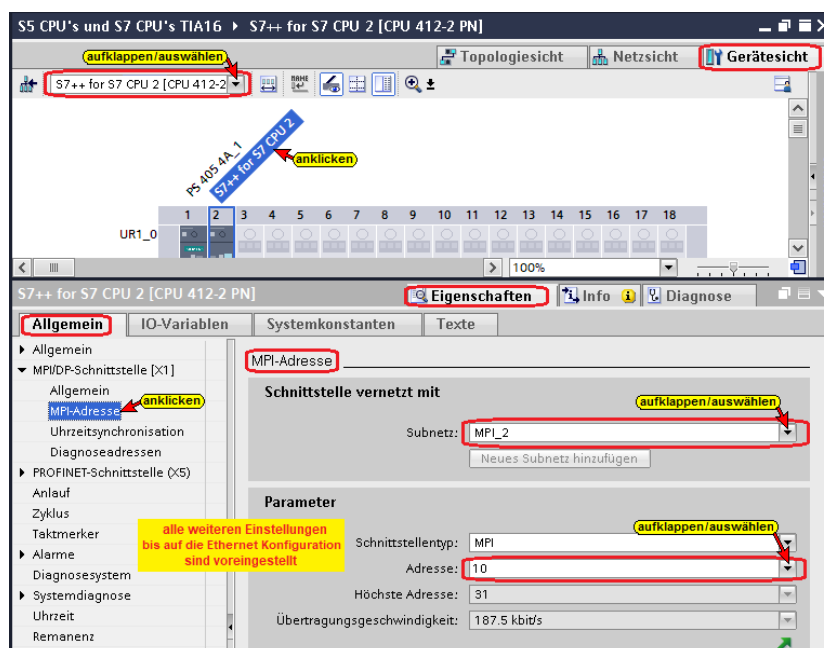 S5 CPU's und S7 CPU's TIA16 ▸ S7++ for S7 CPU 2 [CPU 412-2 PN]
aufklappen/auswählen
Topologiesicht Netzsicht Gerätesicht
S7++ for S7 CPU 2 [CPU 412-2
PS 405 4A_1
S7++ for S7 CPU 2
anklicken)
1 2 3 4 5 6 7 8 9 10 11 12 13 14 15 16 17 18
UR1_0
100%
S7++ for S7 CPU 2 [CPU 412-2 PN]
Eigenschaften Info Diagnose
Allgemein IO-Variablen Systemkonstanten Texte
Allgemein
MPI/DP-Schnittstelle [X1]
Allgemein
MPI-Adresse
anklicken)
Uhrzeitsynchronisation
Diagnoseadressen
PROFINET-Schnittstelle (X5)
Anlauf
Zyklus
Taktmerker
Alarme
Diagnosesystem
Systemdiagnose
Uhrzeit
Remanenz
alle weiteren Einstellungen
bis auf die Ethernet Konfiguration
sind voreingestellt
MPI-Adresse
Schnittstelle vernetzt mit
aufklappen/auswählen
Subnetz: MPI_2
Neues Subnetz hinzufügen
Parameter
aufklappen/auswählen)
Schnittstellentyp: MPI
Adresse: 10
Höchste Adresse: 31
Übertragungsgeschwindigkeit: 187.5 kbit/s